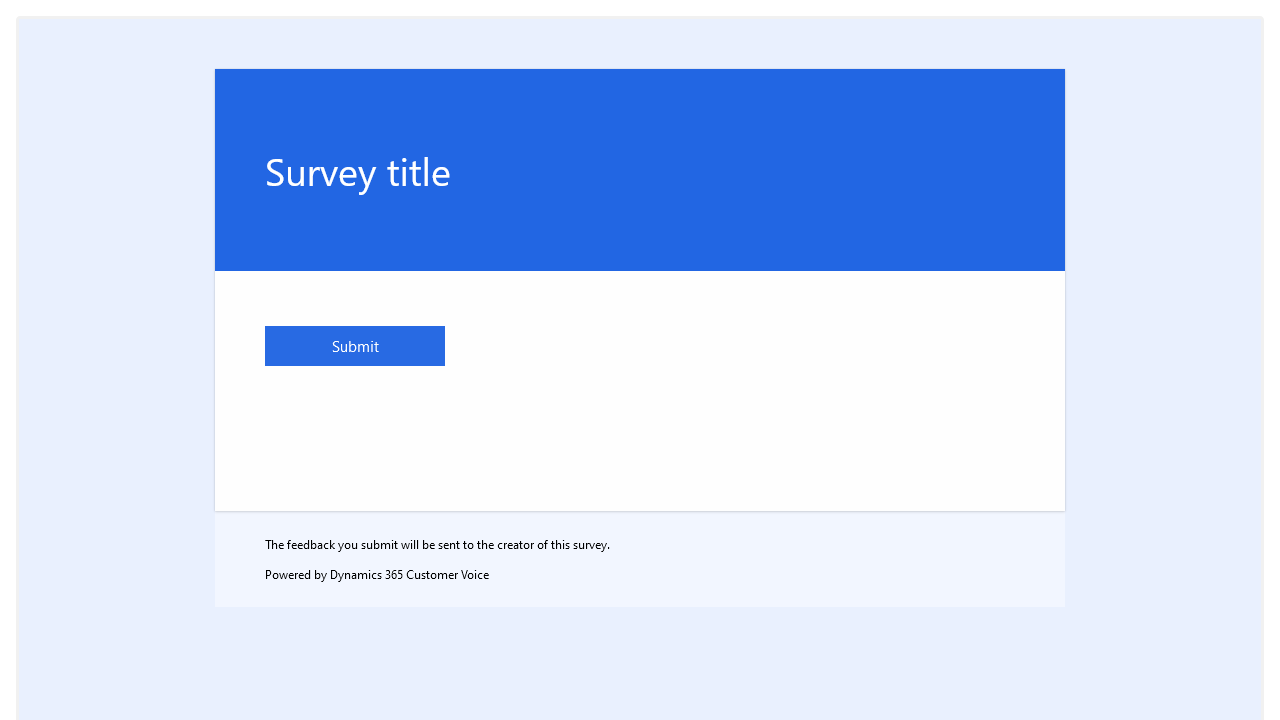 Survey title
Submit
The feedback you submit will be sent to the creator of this survey.
Powered by Dynamics 365 Customer Voice